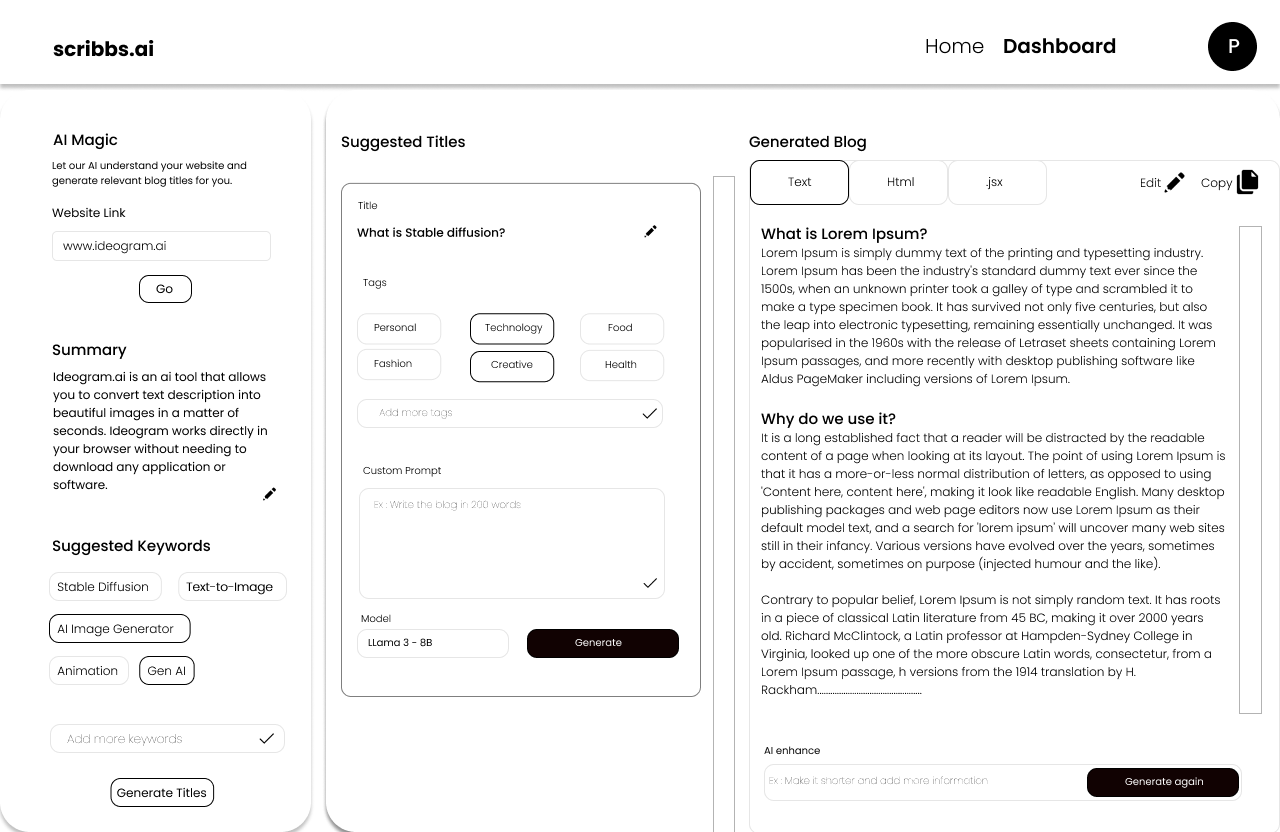 scribbs.ai
Home
Dashboard
P
AI Magic
Let our AI understand your website and
generate relevant blog titles for you.
Website Link
www.ideogram.ai
Go
Summary
Ideogram.ai is an ai tool that allows
you to convert text description into
beautiful images in a matter of
seconds. Ideogram works directly in
your browser without needing to
download any application or
software.
Suggested Keywords
Stable Diffusion
Text-to-Image
AI Image Generator
Animation
Gen AI
Add more keywords
Generate Titles
Suggested Titles
Title
What is Stable diffusion?
Tags
Personal
Technology
Food
Fashion
Creative
Health
Add more tags
Custom Prompt
Ex : Write the blog in 200 words
Model
LLama 3 - 8B
Generate
Generated Blog
Text
Html
.jsx
Edit
Copy
What is Lorem Ipsum?
Lorem Ipsum is simply dummy text of the printing and typesetting industry.
Lorem Ipsum has been the industry's standard dummy text ever since the
1500s, when an unknown printer took a galley of type and scrambled it to
make a type specimen book. It has survived not only five centuries, but also
the leap into electronic typesetting, remaining essentially unchanged. It was
popularised in the 1960s with the release of Letraset sheets containing Lorem
Ipsum passages, and more recently with desktop publishing software like
Aldus PageMaker including versions of Lorem Ipsum.
Why do we use it?
It is a long established fact that a reader will be distracted by the readable
content of a page when looking at its layout. The point of using Lorem Ipsum is
that it has a more-or-less normal distribution of letters, as opposed to using
'Content here, content here', making it look like readable English. Many desktop
publishing packages and web page editors now use Lorem Ipsum as their
default model text, and a search for 'lorem ipsum' will uncover many web sites
still in their infancy. Various versions have evolved over the years, sometimes
by accident, sometimes on purpose (injected humour and the like).
Contrary to popular belief, Lorem Ipsum is not simply random text. It has roots
in a piece of classical Latin literature from 45 BC, making it over 2000 years
old. Richard McClintock, a Latin professor at Hampden-Sydney College in
Virginia, looked up one of the more obscure Latin words, consectetur, from a
Lorem Ipsum passage, h versions from the 1914 translation by H.
Rackham..........................................
AI enhance
Ex : Make it shorter and add more information
Generate again